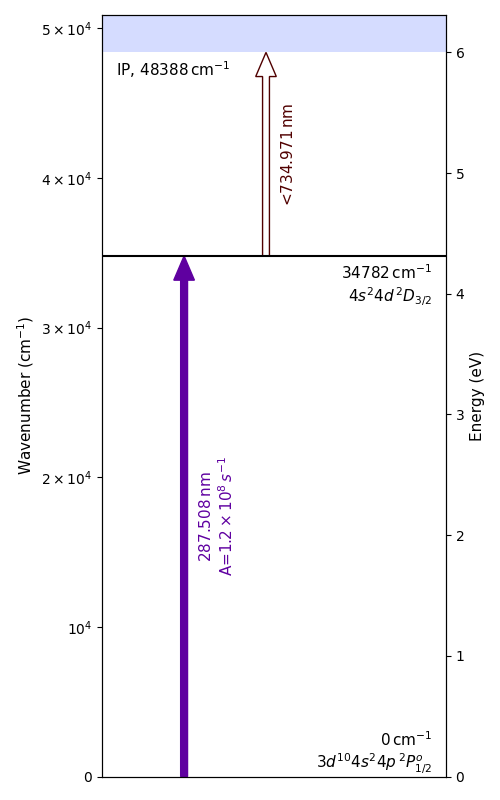 5×10⁴
4×10⁴
3×10⁴
2×10⁴
10⁴
0
Wavenumber (cm⁻¹)
IP, 48388 cm⁻¹
<734.971 nm
34782 cm⁻¹
4s²4d ²D₃/₂
287.508 nm
A=1.2×10⁸ s⁻¹
0 cm⁻¹
3d¹⁰4s²4p ²Pᵒ₁/₂
6
5
4
3
2
1
0
Energy (eV)